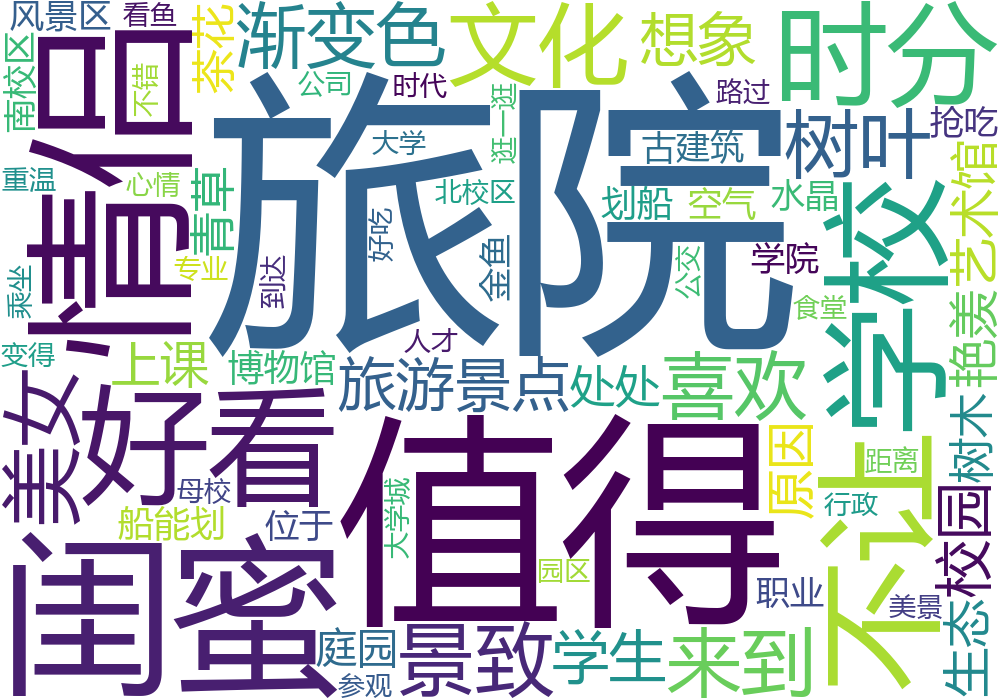 风景区
看鱼
茶花
渐变色
文化
想象
时分
情侣
南校区
不错
公司
时代
逛一逛
路过
旅院
大学
古建筑
树叶
抢吃
重温
心情
青草
北校区
划船
空气
水晶
学校
艺术馆
专业
到达
好吃
金鱼
公交
学院
乘坐
食堂
艳羡
变得
上课
博物馆
人才
旅游景点
处处
喜欢
美女
好看
值得
原因
不让
距离
树木
母校
大学城
行政
校园
船能划
位于
闺蜜
园区
职业
美景
生态
庭园
景致
学生
来到
参观